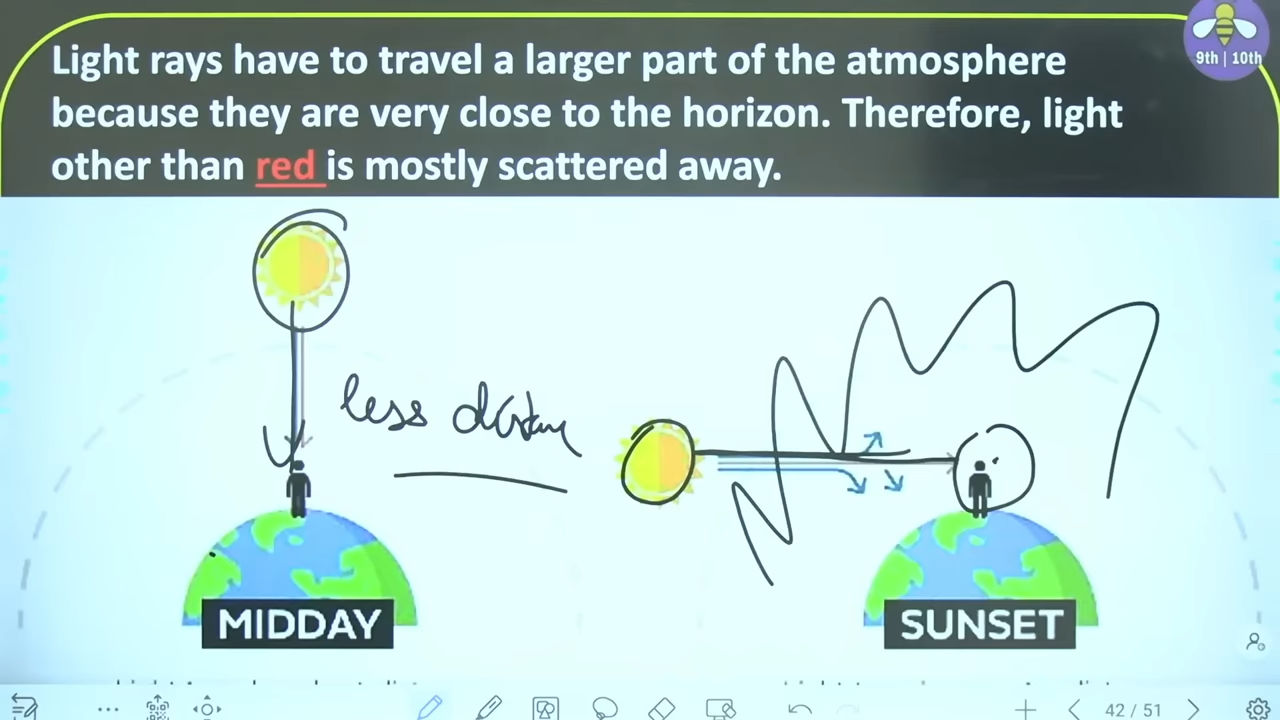 Light rays have to travel a larger part of the atmosphere
because they are very close to the horizon. Therefore, light
other than red is mostly scattered away.
9th | 10th
less
MIDDAY
SUNSET
42 / 51